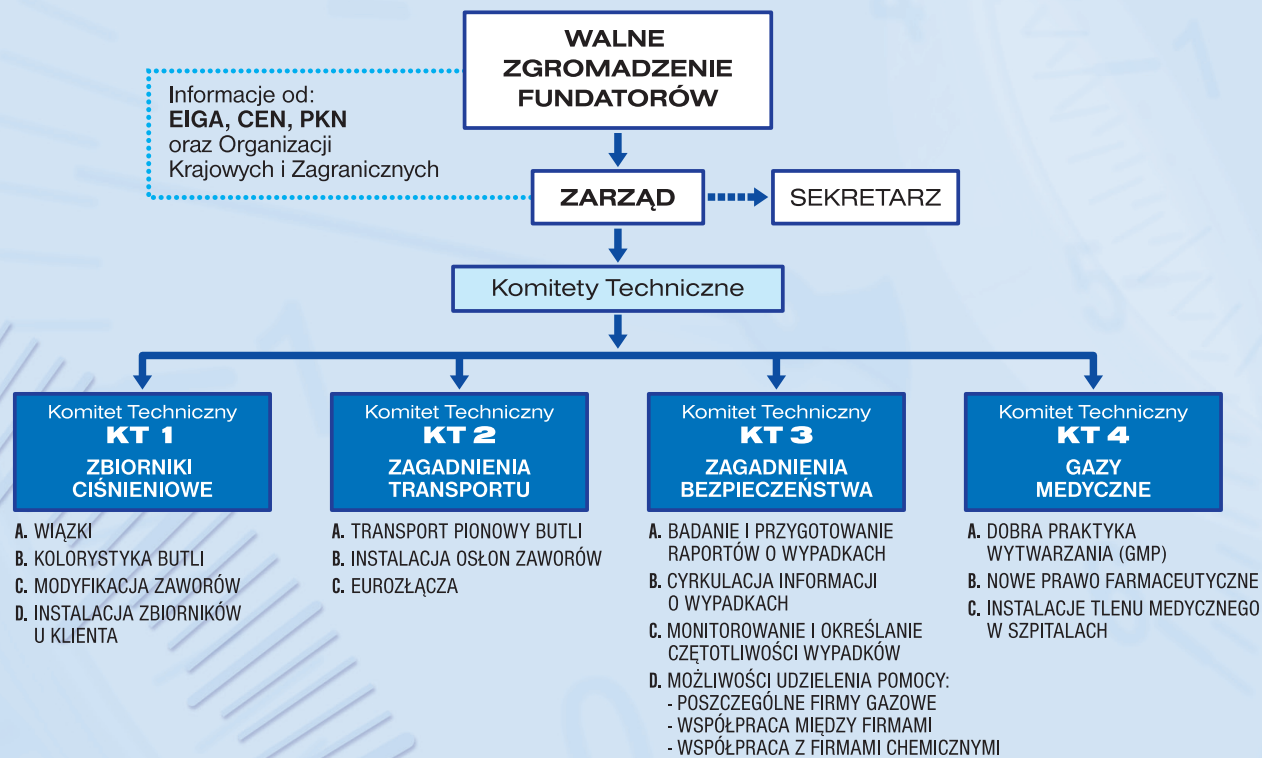 WALNE
ZGROMADZENIE
FUNDATORÓW
Informacje od:
EIGA, CEN, PKN
oraz Organizacji
Krajowych i Zagranicznych
ZARZĄD
SEKRETARZ
Komitety Techniczne
Komitet Techniczny
KT 1
ZBIORNIKI
CIŚNIENIOWE
A. WIĄZKI
B. KOLORYSTYKA BUTLI
C. MODYFIKACJA ZAWORÓW
D. INSTALACJA ZBIORNIKÓW
U KLIENTA
Komitet Techniczny
KT 2
ZAGADNIENIA
TRANSPORTU
A. TRANSPORT PIONOWY BUTLI
B. INSTALACJA OSŁON ZAWORÓW
C. EUROZŁĄCZA
Komitet Techniczny
KT 3
ZAGADNIENIA
BEZPIECZEŃSTWA
A. BADANIE I PRZYGOTOWANIE
RAPORTÓW O WYPADKACH
B. CYRKULACJA INFORMACJI
O WYPADKACH
C. MONITOROWANIE I OKREŚLANIE
CZĘTOTLIWOŚCI WYPADKÓW
D. MOŻLIWOŚCI UDZIELENIA POMOCY:
- POSZCZEGÓLNE FIRMY GAZOWE
- WSPÓŁPRACA MIĘDZY FIRMAMI
- WSPÓŁPRACA Z FIRMAMI CHEMICZNYMI
Komitet Techniczny
KT 4
GAZY
MEDYCZNE
A. DOBRA PRAKTYKA
WYTWARZANIA (GMP)
B. NOWE PRAWO FARMACEUTYCZNE
C. INSTALACJE TLENU MEDYCZNEGO
W SZPITALACH